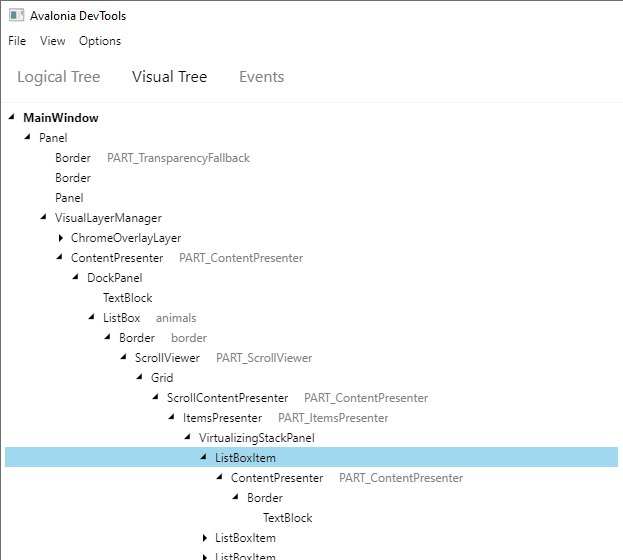 Avalonia DevTools
File View Options
Logical Tree Visual Tree Events
MainWindow
Panel
Border PART_TransparencyFallback
Border
Panel
VisualLayerManager
ChromeOverlayLayer
ContentPresenter PART_ContentPresenter
DockPanel
TextBlock
ListBox animals
Border border
ScrollViewer PART_ScrollViewer
Grid
ScrollContentPresenter PART_ContentPresenter
ItemsPresenter PART_ItemsPresenter
VirtualizingStackPanel
ListBoxItem
ContentPresenter PART_ContentPresenter
Border
TextBlock
ListBoxItem
ListBoxItem